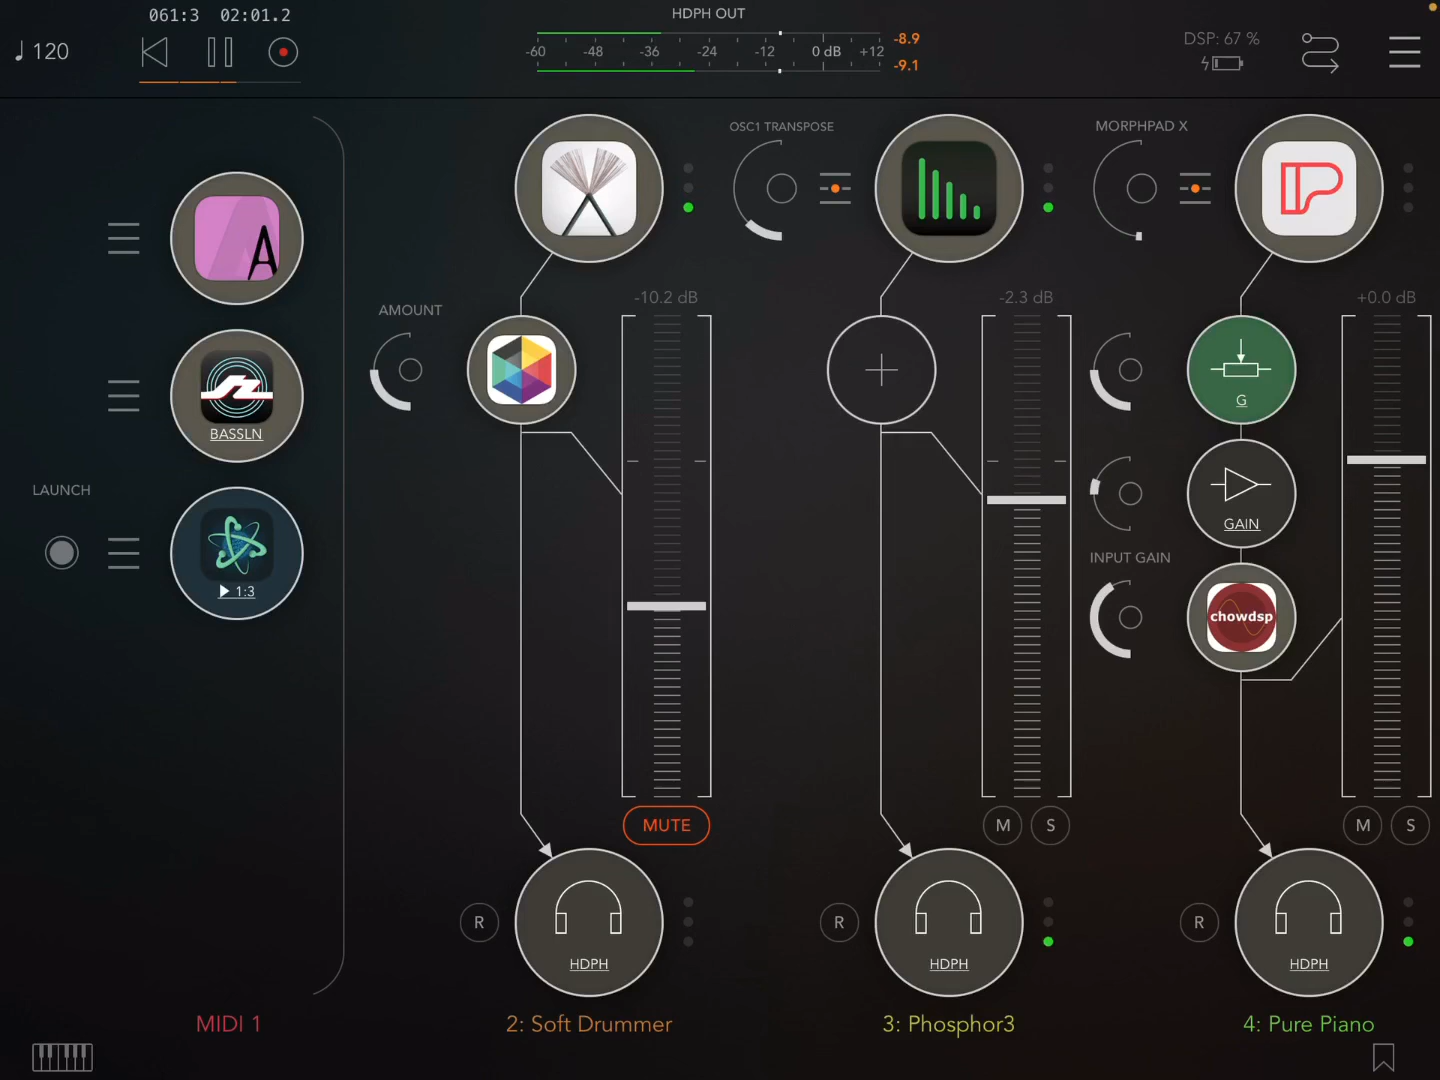 061:3 02:01.2
120
HDPH OUT
-60 -48 -36 -24 -12 0 dB +12
-8.9
-9.1
DSP: 67 %
OSC1 TRANSPOSE
MORPHPAD X
A
BASSLN
LAUNCH
1:3
AMOUNT
-10.2 dB
-2.3 dB
+0.0 dB
G
GAIN
INPUT GAIN
chowdsp
MUTE
M S
M S
R
HDPH
R
HDPH
R
HDPH
MIDI 1
2: Soft Drummer
3: Phosphor3
4: Pure Piano